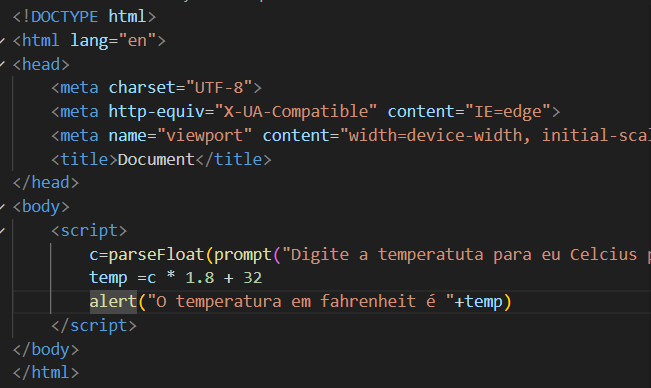 <!DOCTYPE html>
<html lang="en">
<head>
<meta charset="UTF-8">
<meta http-equiv="X-UA-Compatible" content="IE=edge">
<meta name="viewport" content="width=device-width,
<title>Document</title>
</head>
<body>
<script>
c=parseFloat(prompt("Digite a temperatuta para eu Celcius
temp =c * 1.8 + 32
alert("O temperatura em fahrenheit é "+temp)
</script>
</body>
</html>